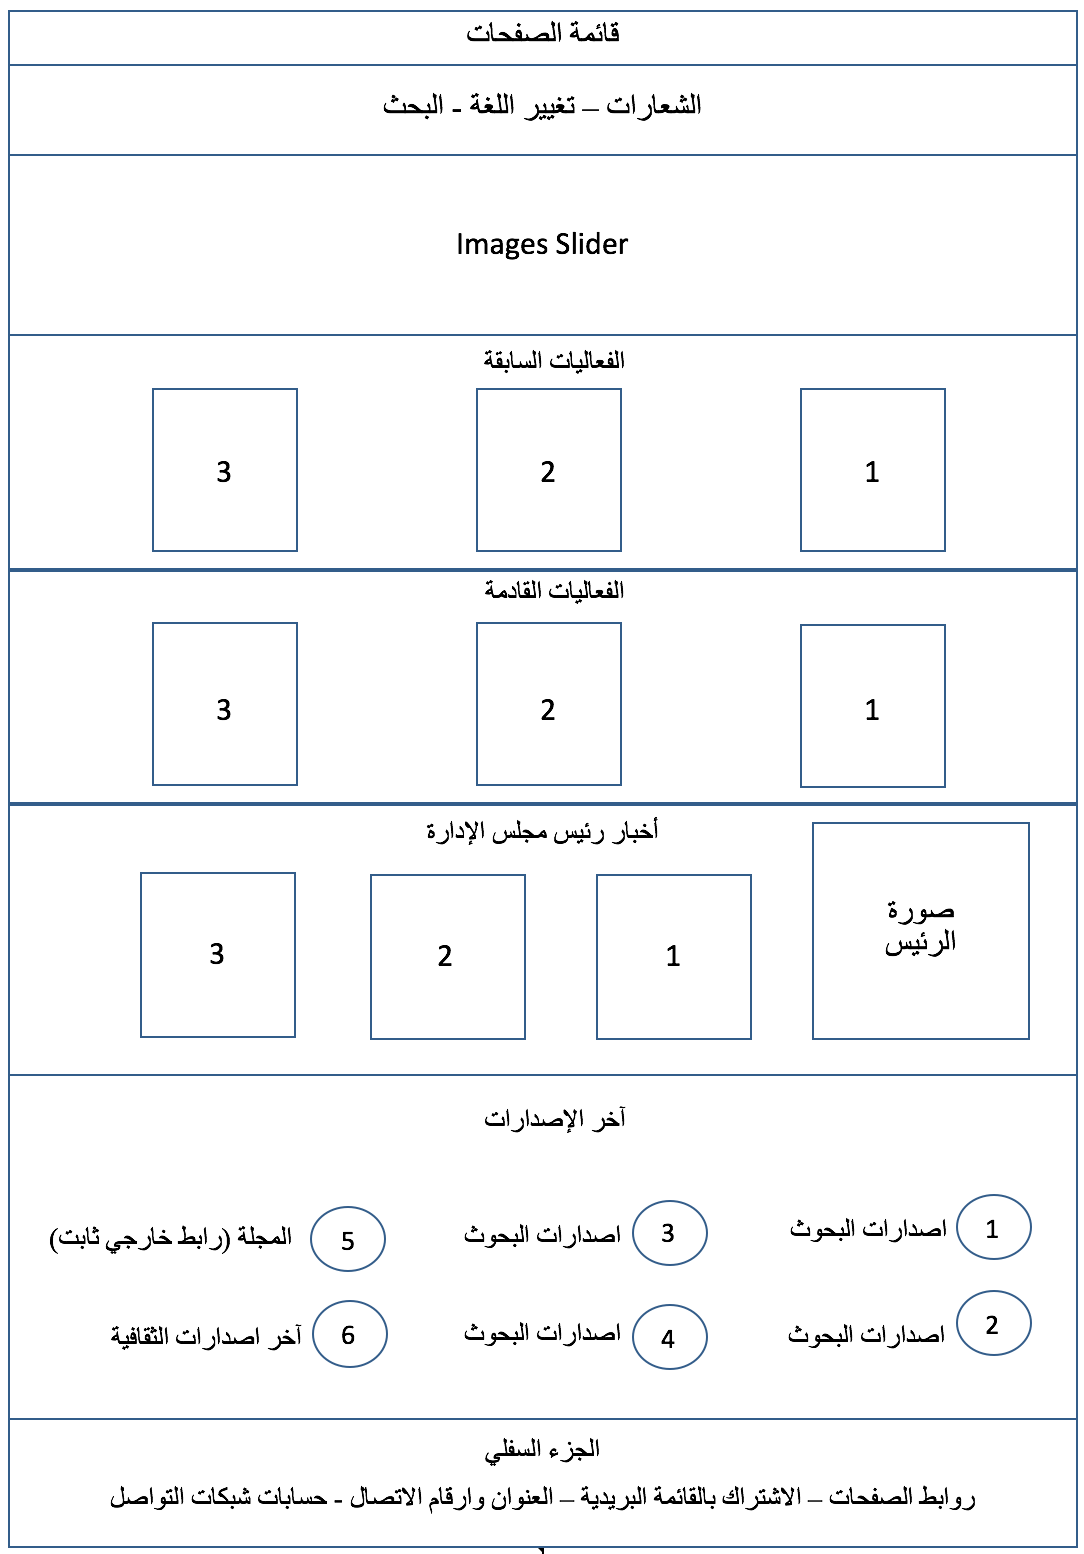 قائمة الصفحات
الشعارات – تغيير اللغة - البحث
Images Slider
الفعاليات السابقة
1
2
3
الفعاليات القادمة
1
2
3
أخبار رئيس مجلس الإدارة
صورة
الرئيس
1
2
3
آخر الإصدارات
1 اصدارات البحوث
3 اصدارات البحوث
5 المجلة (رابط خارجي ثابت)
2 اصدارات البحوث
4 اصدارات البحوث
6 آخر اصدارات الثقافية
الجزء السفلي
روابط الصفحات – الاشتراك بالقائمة البريدية – العنوان وارقام الاتصال - حسابات شبكات التواصل